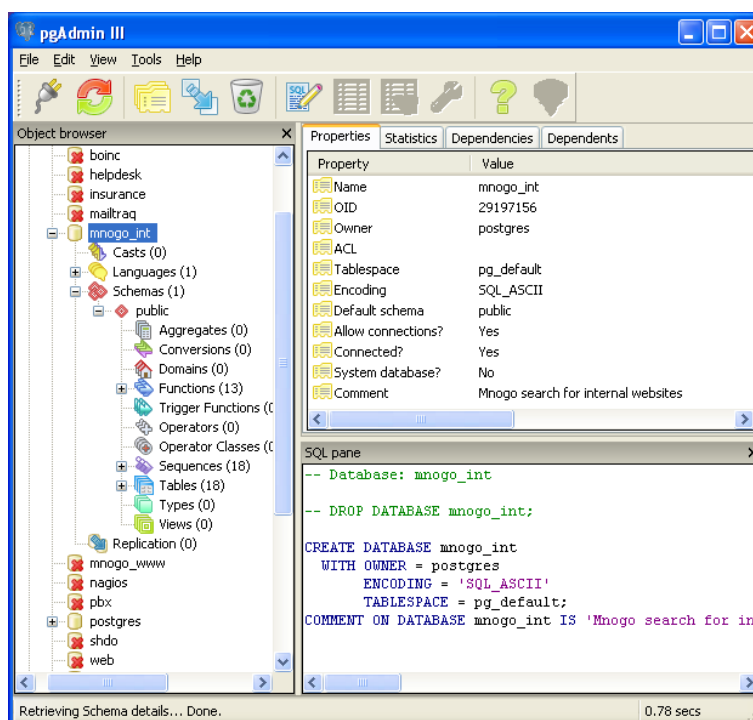 pgAdmin III
File Edit View Tools Help
SQL
Object browser
boinc
helpdesk
insurance
mailtraq
mnogo_int
Casts (0)
Languages (1)
Schemas (1)
public
Aggregates (0)
Conversions (0)
Domains (0)
Functions (13)
Trigger Functions (
Operators (0)
Operator Classes (
Sequences (18)
Tables (18)
Types (0)
Views (0)
Replication (0)
mnogo_www
nagios
pbx
postgres
shdo
web
Properties Statistics Dependencies Dependents
Property Value
Name mnogo_int
OID 29197156
Owner postgres
ACL
Tablespace pg_default
Encoding SQL_ASCII
Default schema public
Allow connections? Yes
Connected? Yes
System database? No
Comment Mnogo search for internal websites
SQL pane
-- Database: mnogo_int
-- DROP DATABASE mnogo_int;
CREATE DATABASE mnogo_int
WITH OWNER = postgres
ENCODING = 'SQL_ASCII'
TABLESPACE = pg_default;
COMMENT ON DATABASE mnogo_int IS 'Mnogo search for in
Retrieving Schema details... Done. 0.78 secs